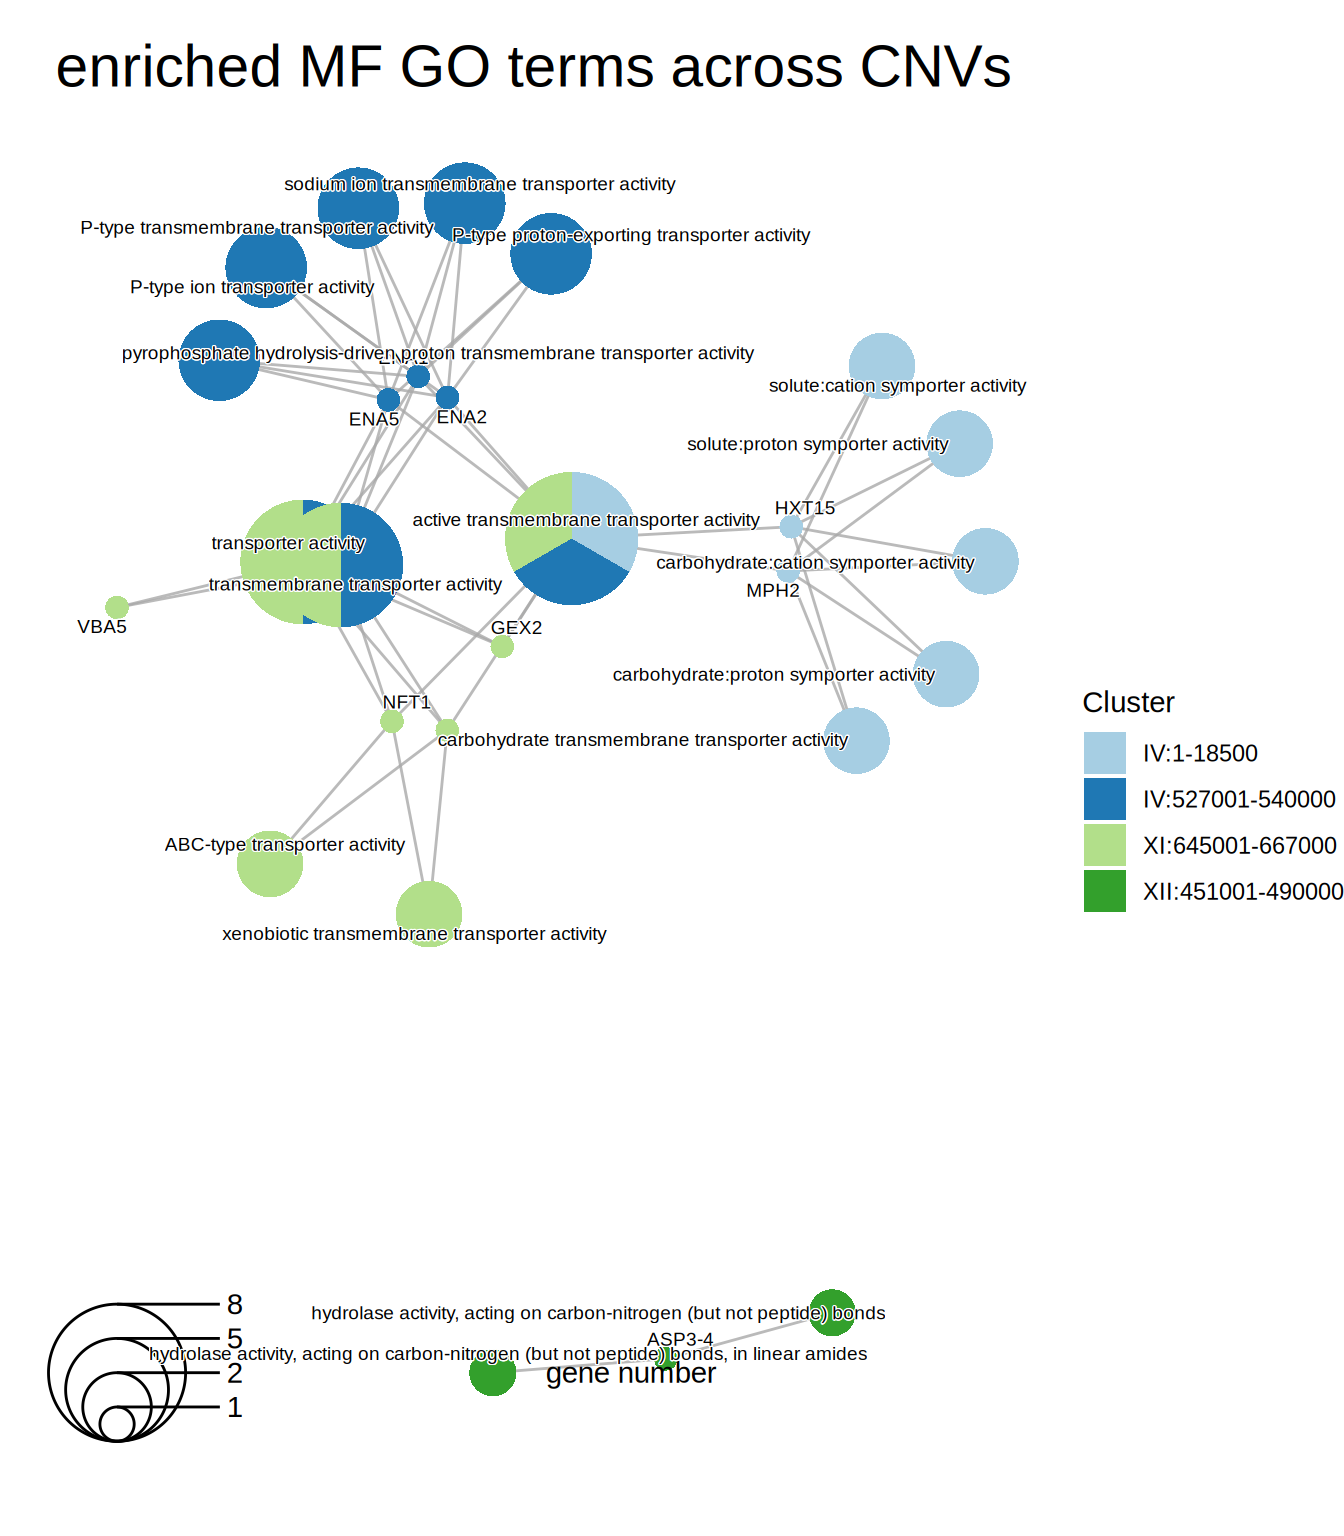 enriched MF GO terms across CNVs
sodium ion transmembrane transporter activity
P-type transmembrane transporter activity
P-type proton-exporting transporter activity
P-type ion transporter activity
pyrophosphate hydrolysis-driven proton transmembrane transporter activity
solute:cation symporter activity
ENA5
ENA2
solute:proton symporter activity
HXT15
active transmembrane transporter activity
transporter activity
carbohydrate:cation symporter activity
transmembrane transporter activity
MPH2
VBA5
GEX2
carbohydrate:proton symporter activity
NFT1
carbohydrate transmembrane transporter activity
Cluster
IV:1-18500
IV:527001-540000
XI:645001-667000
XII:451001-490000
ABC-type transporter activity
xenobiotic transmembrane transporter activity
8
5
2
1
hydrolase activity, acting on carbon-nitrogen (but not peptide) bonds
ASP3-4
hydrolase activity, acting on carbon-nitrogen (but not peptide) bonds, in linear amides
gene number